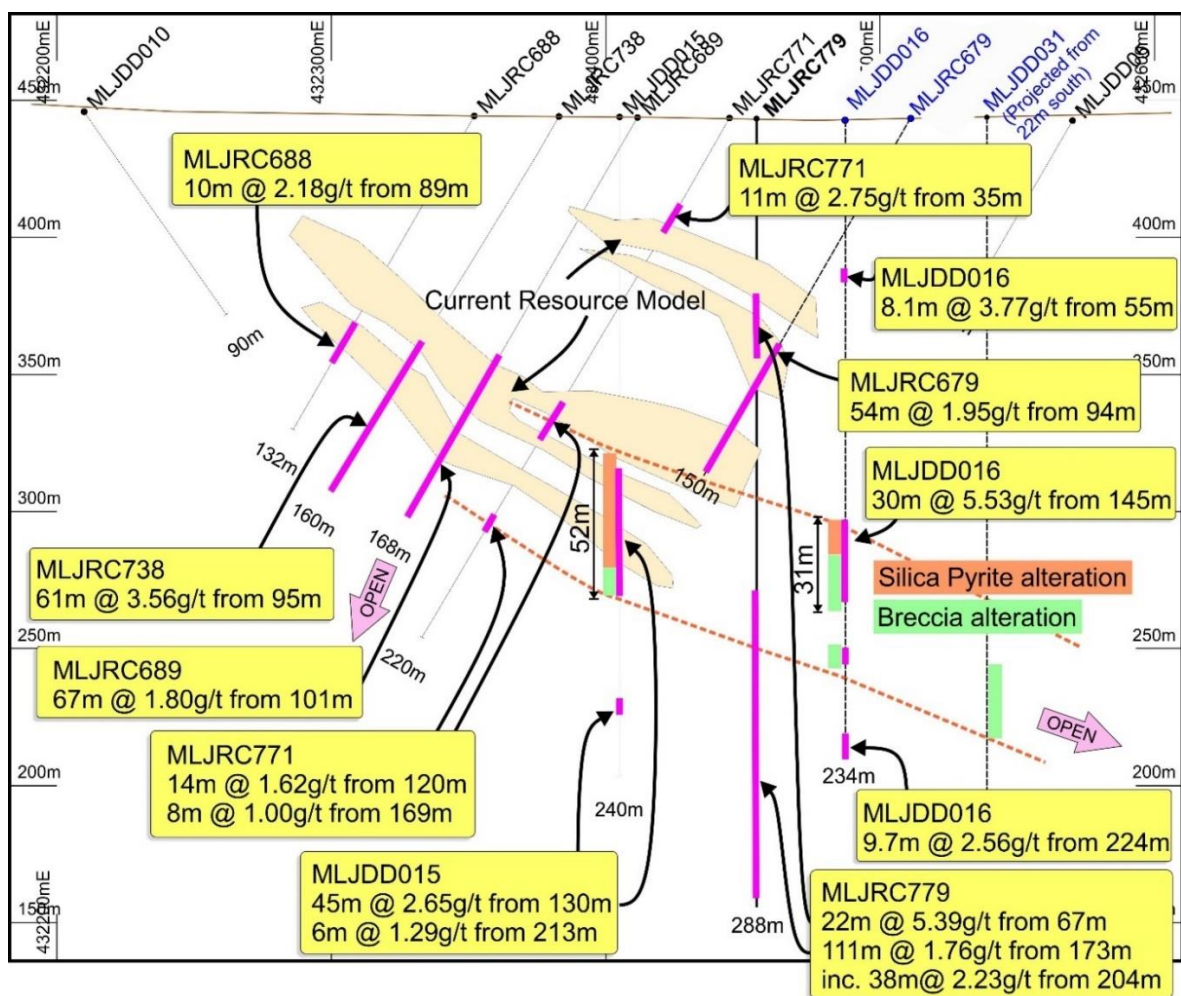 432200mE
MLJDD010
432300mE
MLJRC688
MLJRC738
MLJDD015
MLJRC689
MLJRC771
MLJRC779
MLJDD016
MLJRC679
MLJDD031
(Projected from
22m south)
450m
450m
MLJRC688
10m @ 2.18g/t from 89m
MLJRC771
11m @ 2.75g/t from 35m
400m
400m
MLJDD016
8.1m @ 3.77g/t from 55m
Current Resource Model
90m
350m
350m
MLJRC679
54m @ 1.95g/t from 94m
132m
150m
MLJDD016
30m @ 5.53g/t from 145m
300m
160m
168m
52m
31m
Silica Pyrite alteration
Breccia alteration
MLJRC738
61m @ 3.56g/t from 95m
OPEN
250m
250m
220m
MLJRC689
67m @ 1.80g/t from 101m
OPEN
MLJRC771
14m @ 1.62g/t from 120m
8m @ 1.00g/t from 169m
200m
200m
240m
234m
MLJDD016
9.7m @ 2.56g/t from 224m
MLJDD015
45m @ 2.65g/t from 130m
6m @ 1.29g/t from 213m
MLJRC779
22m @ 5.39g/t from 67m
111m @ 1.76g/t from 173m
inc. 38m@ 2.23g/t from 204m
150m
288m
432200mE